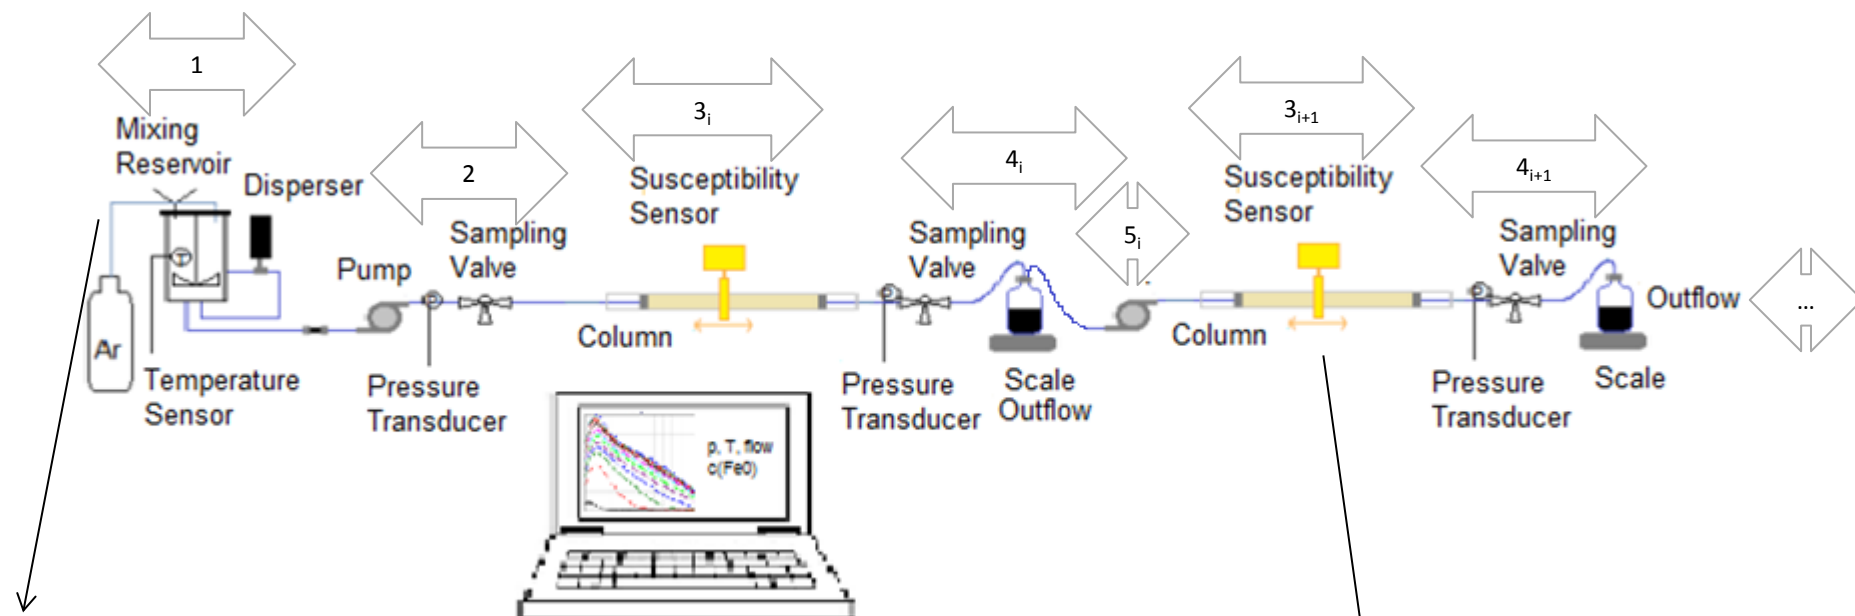 1
Mixing
Reservoir
Disperser
2
3i
Susceptibility
Sensor
4i
5i
3i+1
Susceptibility
Sensor
4i+1
Sampling
Valve
Pump
Sampling
Valve
Sampling
Valve
T
Ar
Column
Column
Outflow
...
Temperature
Sensor
Pressure
Transducer
Pressure
Transducer
Scale
Outflow
Pressure
Transducer
Scale
p, T, flow
c(Fe0)